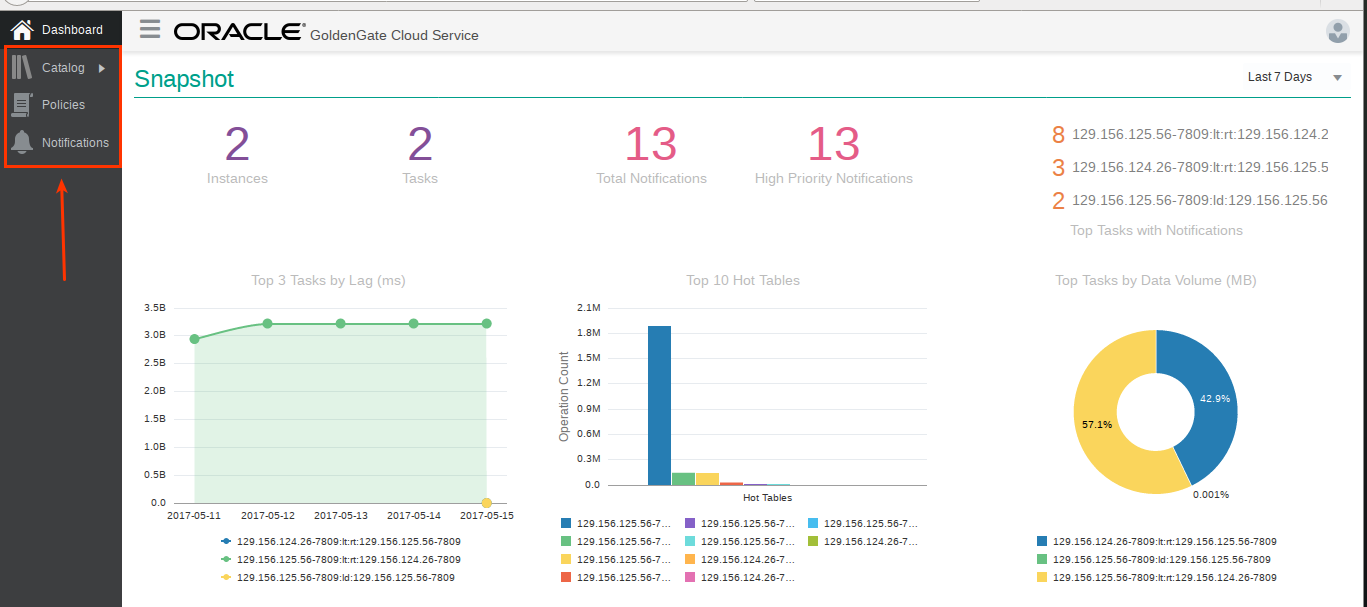 Dashboard
Catalog
Policies
Notifications
ORACLE GoldenGate Cloud Service
Snapshot
Last 7 Days
2
Instances
2
Tasks
13
Total Notifications
13
High Priority Notifications
8 129.156.125.56-7809:lt:rt:129.156.124.2
3 129.156.124.26-7809:lt:rt:129.156.125.5
2 129.156.125.56-7809:ld:129.156.125.56
Top Tasks with Notifications
Top 3 Tasks by Lag (ms)
3.5B
3.0B
2.5B
2.0B
1.5B
1.0B
0.5B
0.0
2017-05-11 2017-05-12 2017-05-13 2017-05-14 2017-05-15
129.156.124.26-7809:lt:rt:129.156.125.56-7809
129.156.125.56-7809:lt:rt:129.156.124.26-7809
129.156.125.56-7809:ld:129.156.125.56-7809
Top 10 Hot Tables
Operation Count
2.1M
1.8M
1.5M
1.2M
0.9M
0.6M
0.3M
0.0
Hot Tables
129.156.125.56-7... 129.156.125.56-7... 129.156.125.56-7...
129.156.125.56-7... 129.156.125.56-7... 129.156.124.26-7...
129.156.125.56-7... 129.156.124.26-7...
129.156.125.56-7... 129.156.124.26-7...
Top Tasks by Data Volume (MB)
42.9%
57.1%
0.001%
129.156.124.26-7809:lt:rt:129.156.125.56-7809
129.156.125.56-7809:ld:129.156.125.56-7809
129.156.125.56-7809:lt:rt:129.156.124.26-7809